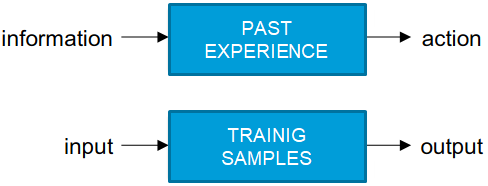 information
PAST
EXPERIENCE
action
input
TRAINIG
SAMPLES
output